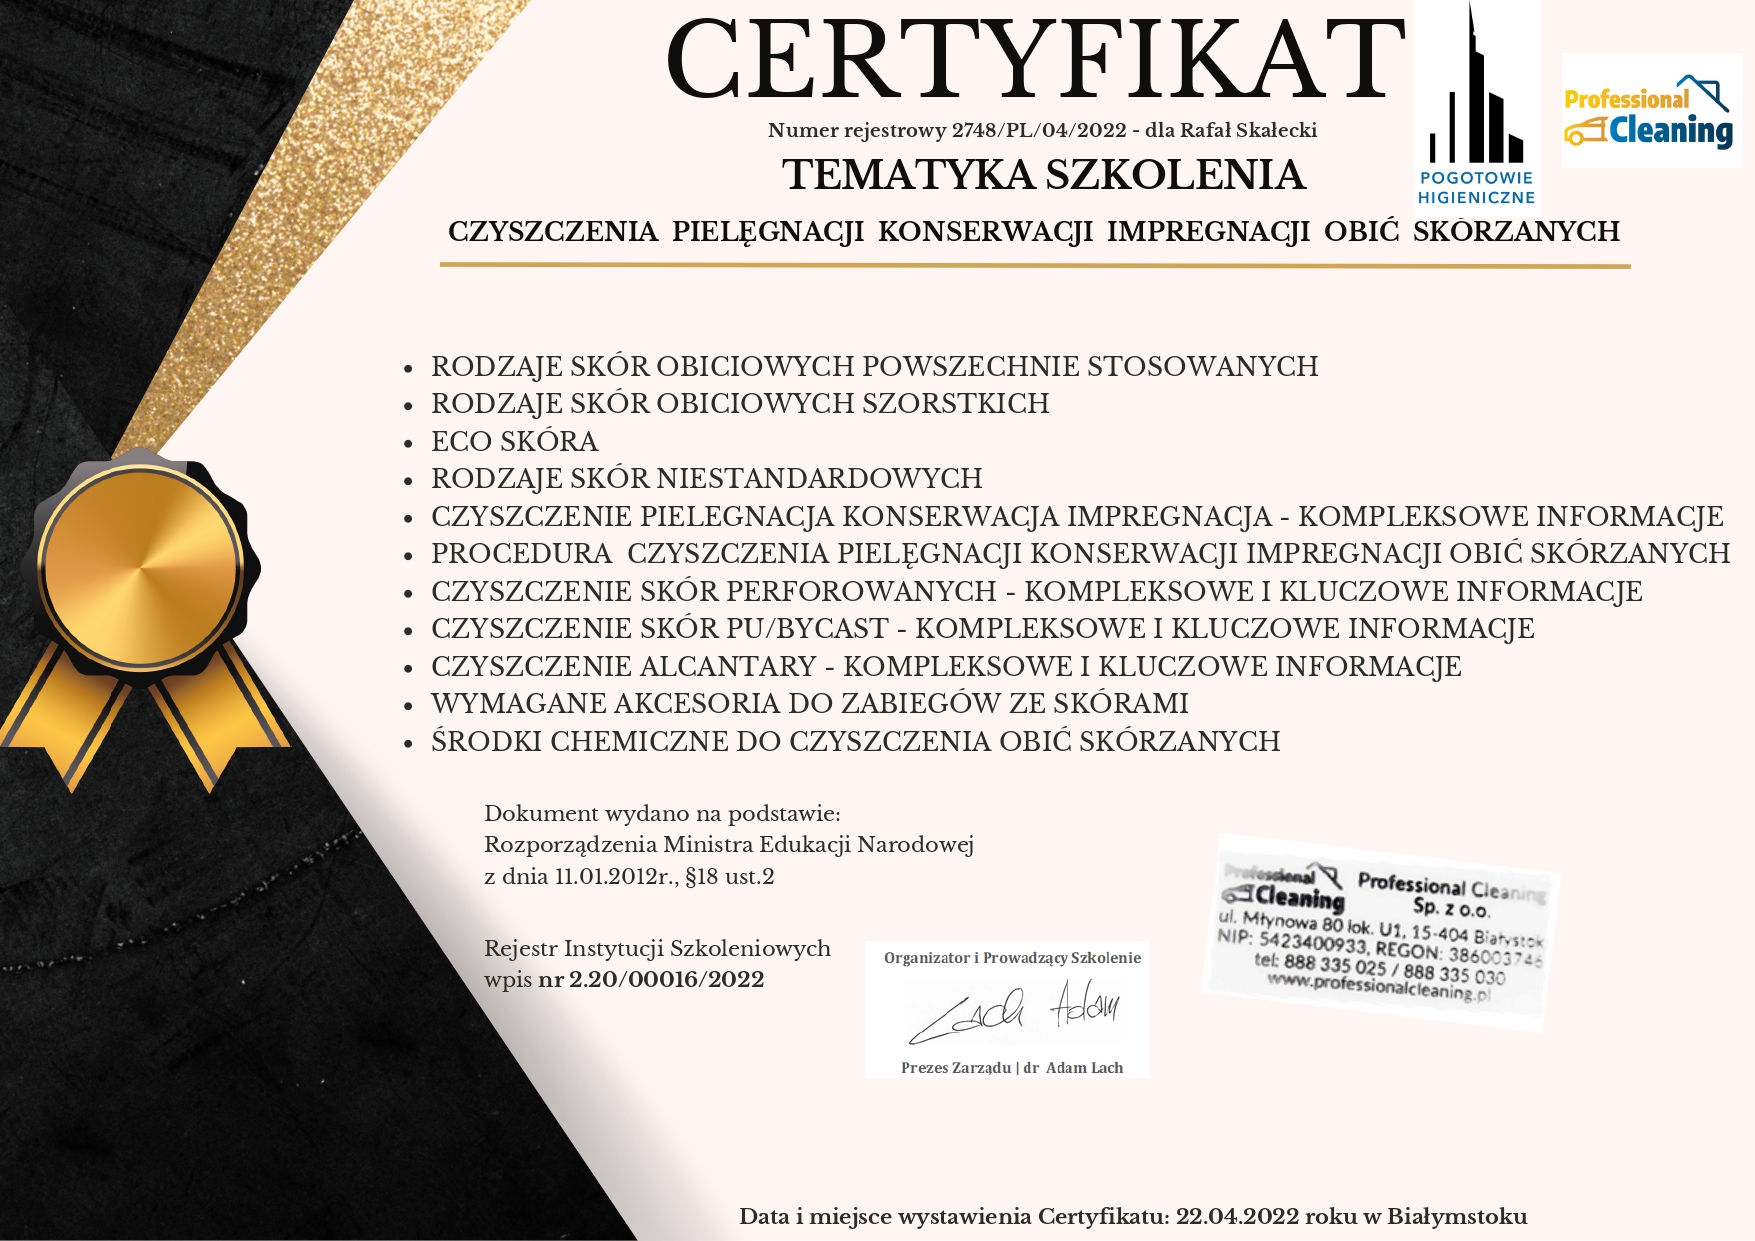 CERTYFIKAT
Numer rejestrowy 2748/PL/04/2022 - dla Rafał Skałecki
TEMATYKA SZKOLENIA
POGOTOWIE
HIGIENICZNE
Professional
Cleaning
CZYSZCZENIA PIELĘGNACJI KONSERWACJI IMPREGNACJI OBIĆ SKÓRZANYCH
• RODZAJE SKÓR OBICIOWYCH POWSZECHNIE STOSOWANYCH
• RODZAJE SKÓR OBICIOWYCH SZORSTKICH
• ECO SKÓRA
• RODZAJE SKÓR NIESTANDARDOWYCH
• CZYSZCZENIE PIELEGNACJA KONSERWACJA IMPREGNACJA - KOMPLEKSOWE INFORMACJE
• PROCEDURA CZYSZCZENIA PIELĘGNACJI KONSERWACJI IMPREGNACJI OBIĆ SKÓRZANYCH
• CZYSZCZENIE SKÓR PERFOROWANYCH - KOMPLEKSOWE I KLUCZOWE INFORMACJE
• CZYSZCZENIE SKÓR PU/BYCAST - KOMPLEKSOWE I KLUCZOWE INFORMACJE
• CZYSZCZENIE ALCANTARY - KOMPLEKSOWE I KLUCZOWE INFORMACJE
• WYMAGANE AKCESORIA DO ZABIEGÓW ZE SKÓRAMI
• ŚRODKI CHEMICZNE DO CZYSZCZENIA OBIĆ SKÓRZANYCH
Dokument wydano na podstawie:
Rozporządzenia Ministra Edukacji Narodowej
z dnia 11.01.2012r., §18 ust.2
Rejestr Instytucji Szkoleniowych
wpis nr 2.20/00016/2022
Organizator i Prowadzący Szkolenie
Lach Adam
Prezes Zarządu | dr Adam Lach
Professional
Cleaning
Professional Cleaning
Sp. z o.o.
ul. Młynowa 80 lok. U1, 15-404 Białystok
NIP: 5423400933, REGON: 386003746
tel: 888 335 025 / 888 335 030
www.professionalcleaning.pl
Data i miejsce wystawienia Certyfikatu: 22.04.2022 roku w Białymstoku